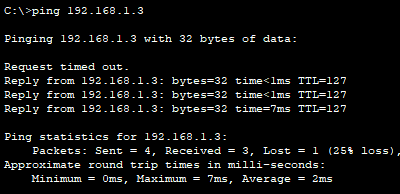 C:\>ping 192.168.1.3
Pinging 192.168.1.3 with 32 bytes of data:
Request timed out.
Reply from 192.168.1.3: bytes=32 time<1ms TTL=127
Reply from 192.168.1.3: bytes=32 time<1ms TTL=127
Reply from 192.168.1.3: bytes=32 time=7ms TTL=127
Ping statistics for 192.168.1.3:
Packets: Sent = 4, Received = 3, Lost = 1 (25% loss),
Approximate round trip times in milli-seconds:
Minimum = 0ms, Maximum = 7ms, Average = 2ms